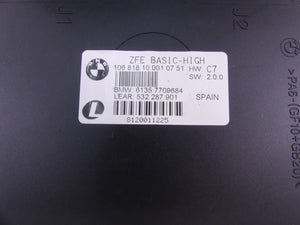 J1
J2
ZFE BASIC-HIGH
106 818 10 001 07 51 HW: C7
SW: 2.0.0
BMW: 6135 7709684
LEAR: 532 287 901 SPAIN
L
8120011225